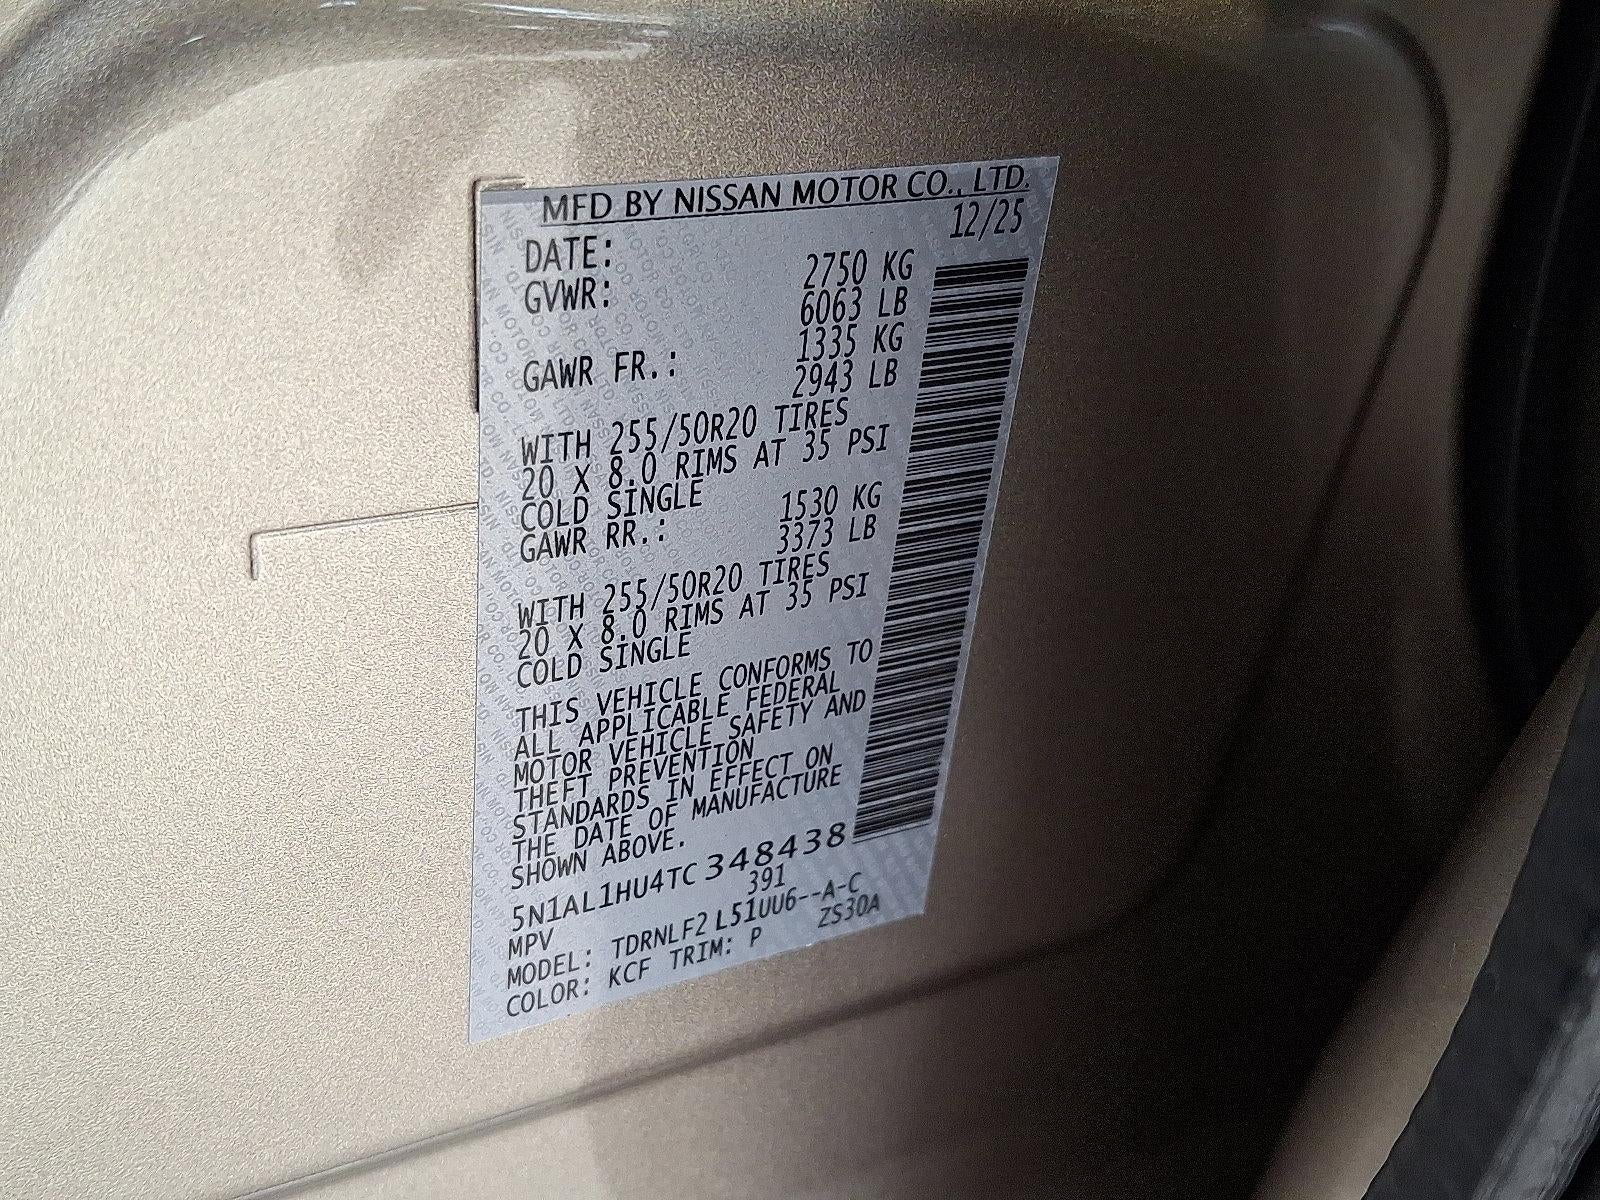 MFD BY NISSAN MOTOR CO., LTD.
DATE: 12/25
GVWR: 2750 KG
6063 LB
GAWR FR.: 1335 KG
2943 LB
WITH 255/50R20 TIRES
20 X 8.0 RIMS AT 35 PSI
COLD SINGLE
GAWR RR.: 1530 KG
3373 LB
WITH 255/50R20 TIRES
20 X 8.0 RIMS AT 35 PSI
COLD SINGLE
THIS VEHICLE CONFORMS TO
ALL APPLICABLE FEDERAL
MOTOR VEHICLE SAFETY AND
THEFT PREVENTION
STANDARDS IN EFFECT ON
THE DATE OF MANUFACTURE
SHOWN ABOVE.
5N1AL1HU4TC348438
MPV 391
MODEL: TDRNLF2 L51UU6--A-C
COLOR: KCF TRIM: P ZS30A